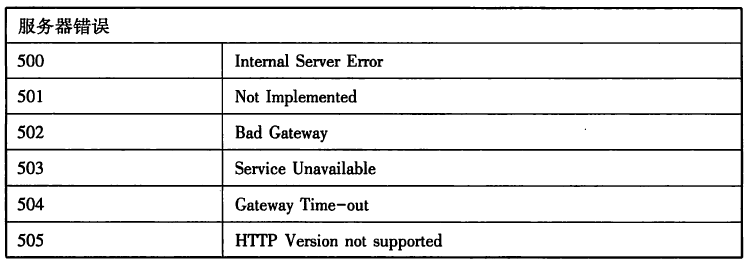 服务器错误
500 Internal Server Error
501 Not Implemented
502 Bad Gateway
503 Service Unavailable
504 Gateway Time-out
505 HTTP Version not supported